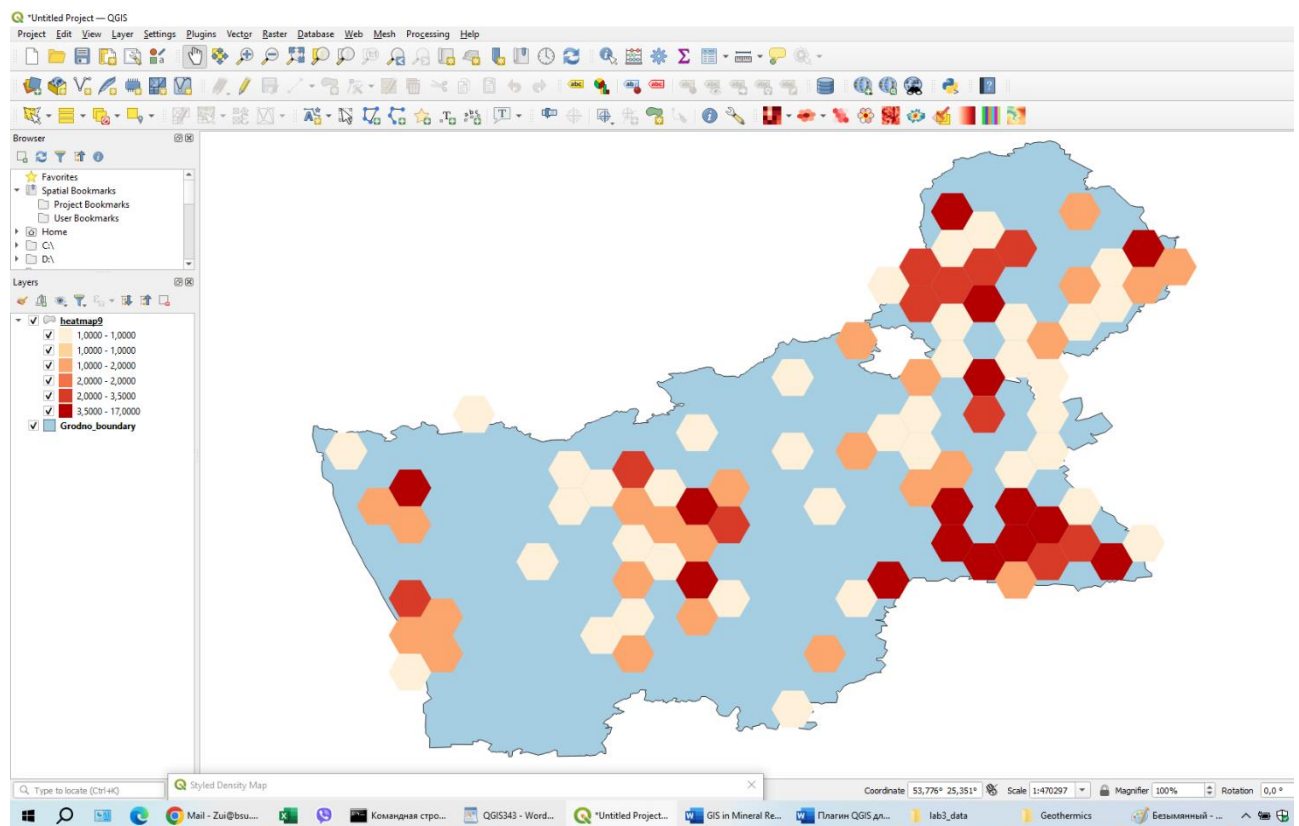 *Untitled Project — QGIS
Project Edit View Layer Settings Plugins Vector Raster Database Web Mesh Processing Help
Browser
Favorites
Spatial Bookmarks
Project Bookmarks
User Bookmarks
Home
C:\
D:\
Layers
heatmap9
1,0000 - 1,0000
1,0000 - 1,0000
1,0000 - 2,0000
2,0000 - 2,0000
2,0000 - 3,5000
3,5000 - 17,0000
Grodno_boundary
Styled Density Map
Type to locate (Ctrl+K)
Coordinate 53,776° 25,351° Scale 1:470297 Magnifier 100% Rotation 0,0 °
Mail - Zui@bsu.... Командная стро... QGIS343 - Word... *Untitled Project... GIS in Mineral Re... Плагин QGIS дл... lab3_data Geothermics Безымянный - ...